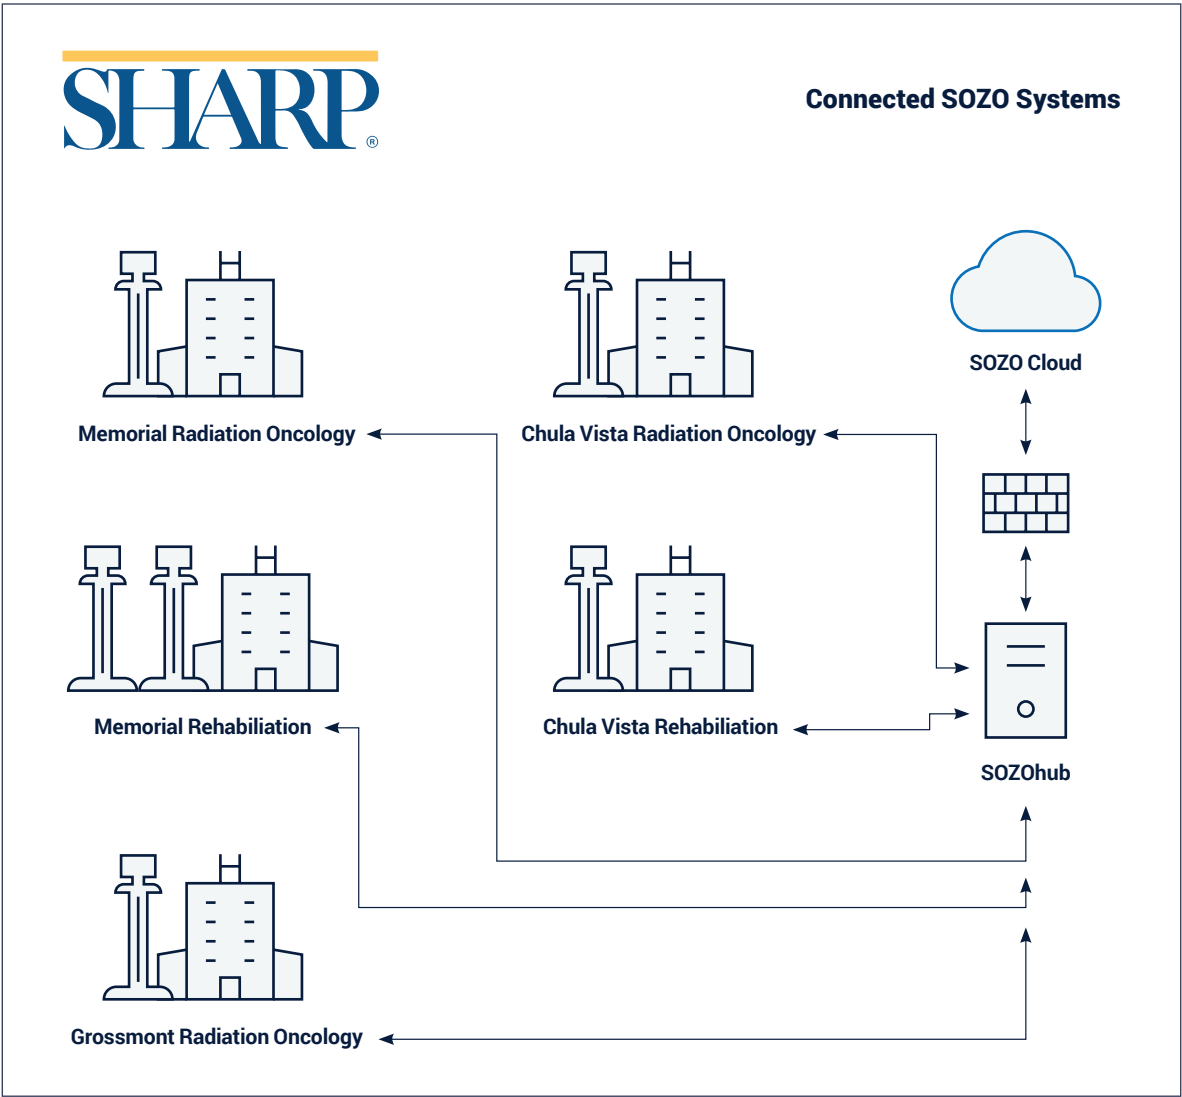 SHARP®
Connected SOZO Systems
SOZO Cloud
Memorial Radiation Oncology
Chula Vista Radiation Oncology
Memorial Rehabiliation
Chula Vista Rehabiliation
SOZOhub
Grossmont Radiation Oncology